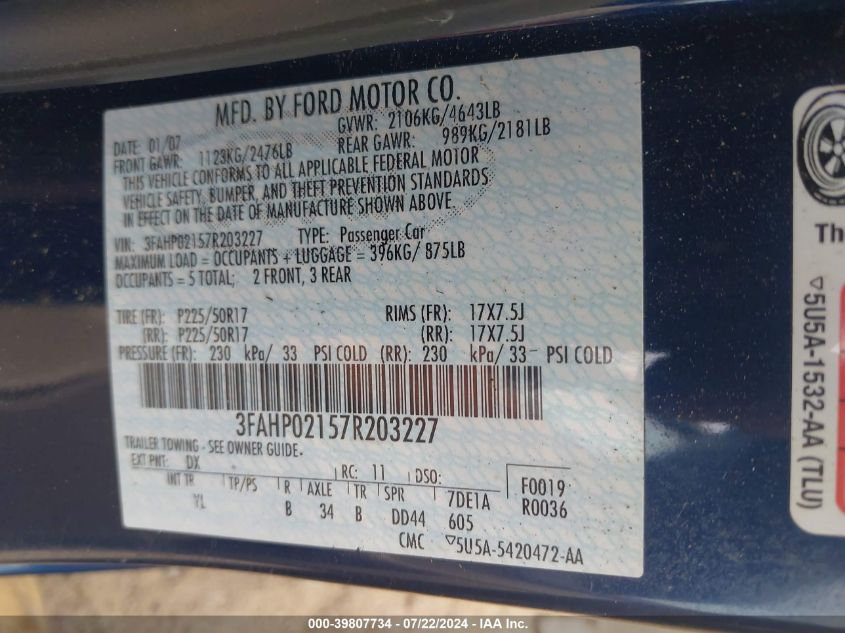 MFD. BY FORD MOTOR CO.
DATE: 01/07 GVWR: 2106KG/4643LB
FRONT GAWR: 1123KG/2476LB REAR GAWR: 989KG/2181LB
THIS VEHICLE CONFORMS TO ALL APPLICABLE FEDERAL MOTOR
VEHICLE SAFETY, BUMPER, AND THEFT PREVENTION STANDARDS
IN EFFECT ON THE DATE OF MANUFACTURE SHOWN ABOVE.
VIN: 3FAHP02157R203227 TYPE: Passenger Car
MAXIMUM LOAD = OCCUPANTS + LUGGAGE = 396KG/ 875LB
OCCUPANTS = 5 TOTAL; 2 FRONT, 3 REAR
TIRE (FR): P225/50R17 RIMS (FR): 17X7.5J
(RR): P225/50R17 (RR): 17X7.5J
PRESSURE (FR): 230 kPa/ 33 PSI COLD (RR): 230 kPa/ 33 PSI COLD
3FAHP02157R203227
TRAILER TOWING - SEE OWNER GUIDE.
EXT PNT: DX RC: 11 DSO:
INT TR TP/PS R AXLE TR SPR 7DE1A F0019
YL B 34 B DD44 605 R0036
CMC ▽5U5A-5420472-AA
Th
▽5U5A-1532-AA (TLU)
000-39807734 - 07/22/2024 - IAA Inc.